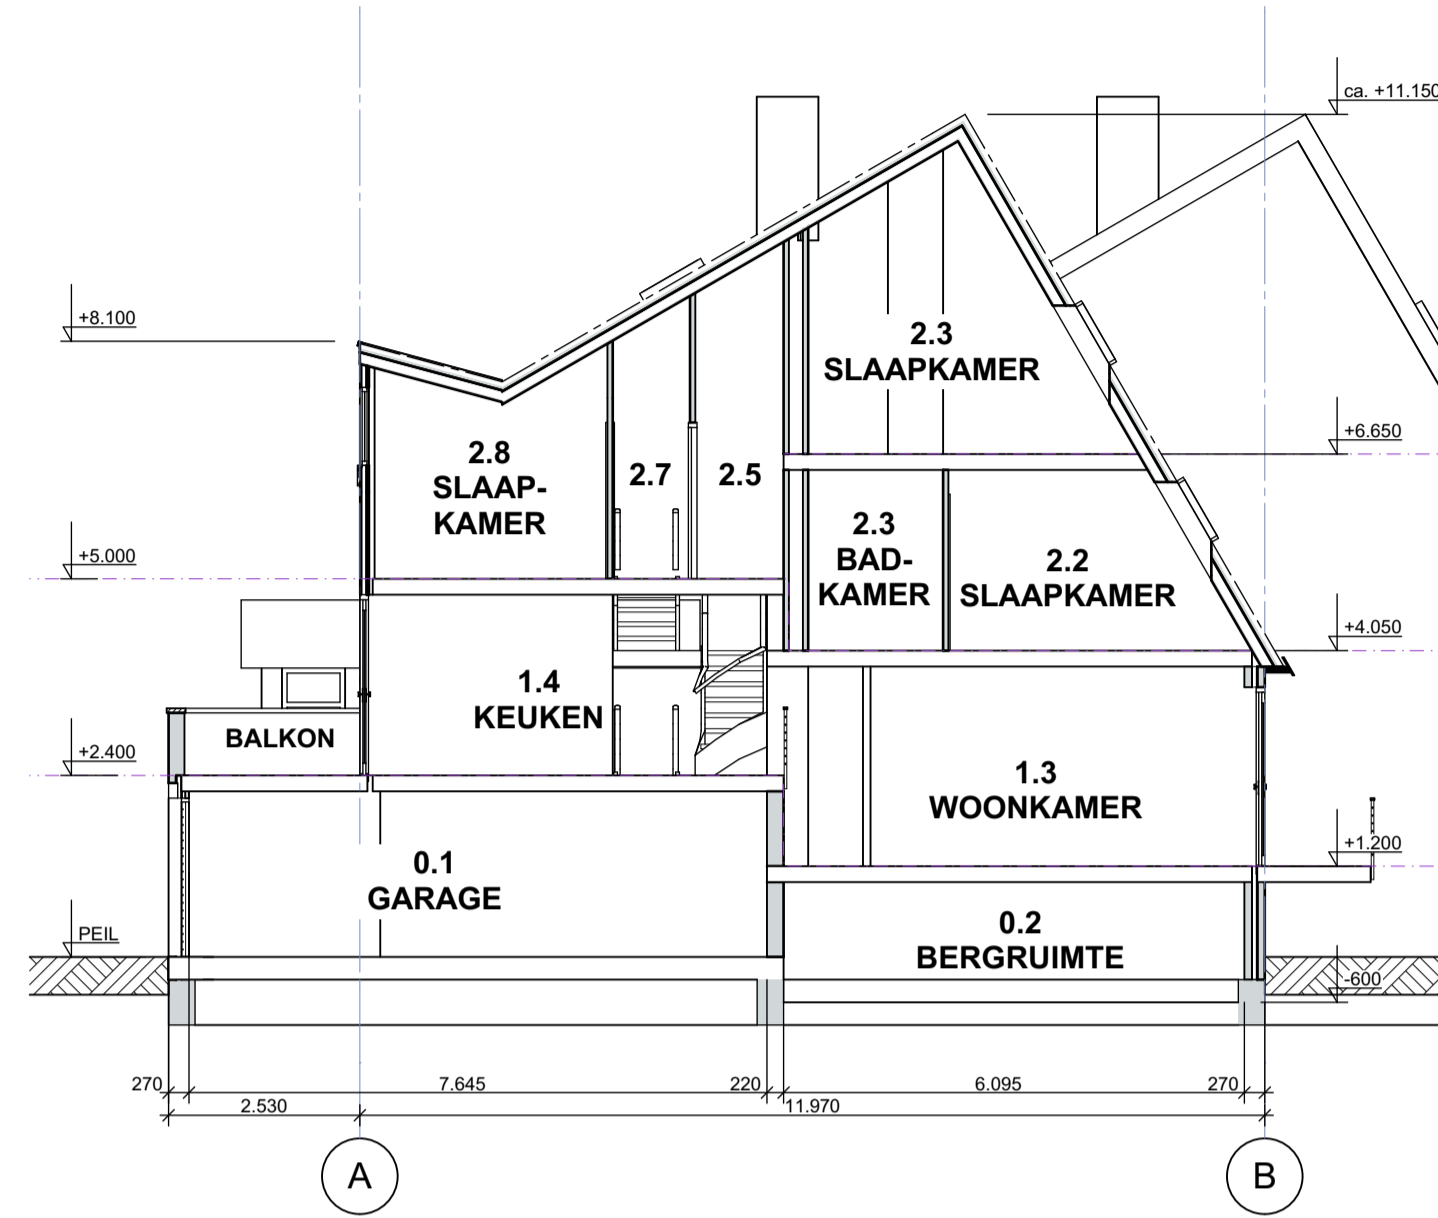 ca. +11.150
+8.100
2.3
SLAAPKAMER
+6.650
2.8
SLAAP-
KAMER
2.7
2.5
2.3
BAD-
KAMER
2.2
SLAAPKAMER
+5.000
+4.050
1.4
KEUKEN
BALKON
+2.400
1.3
WOONKAMER
+1.200
0.1
GARAGE
0.2
BERGRUIMTE
PEIL
-600
270
7.645
220
6.095
270
2.530
11.970
A
B